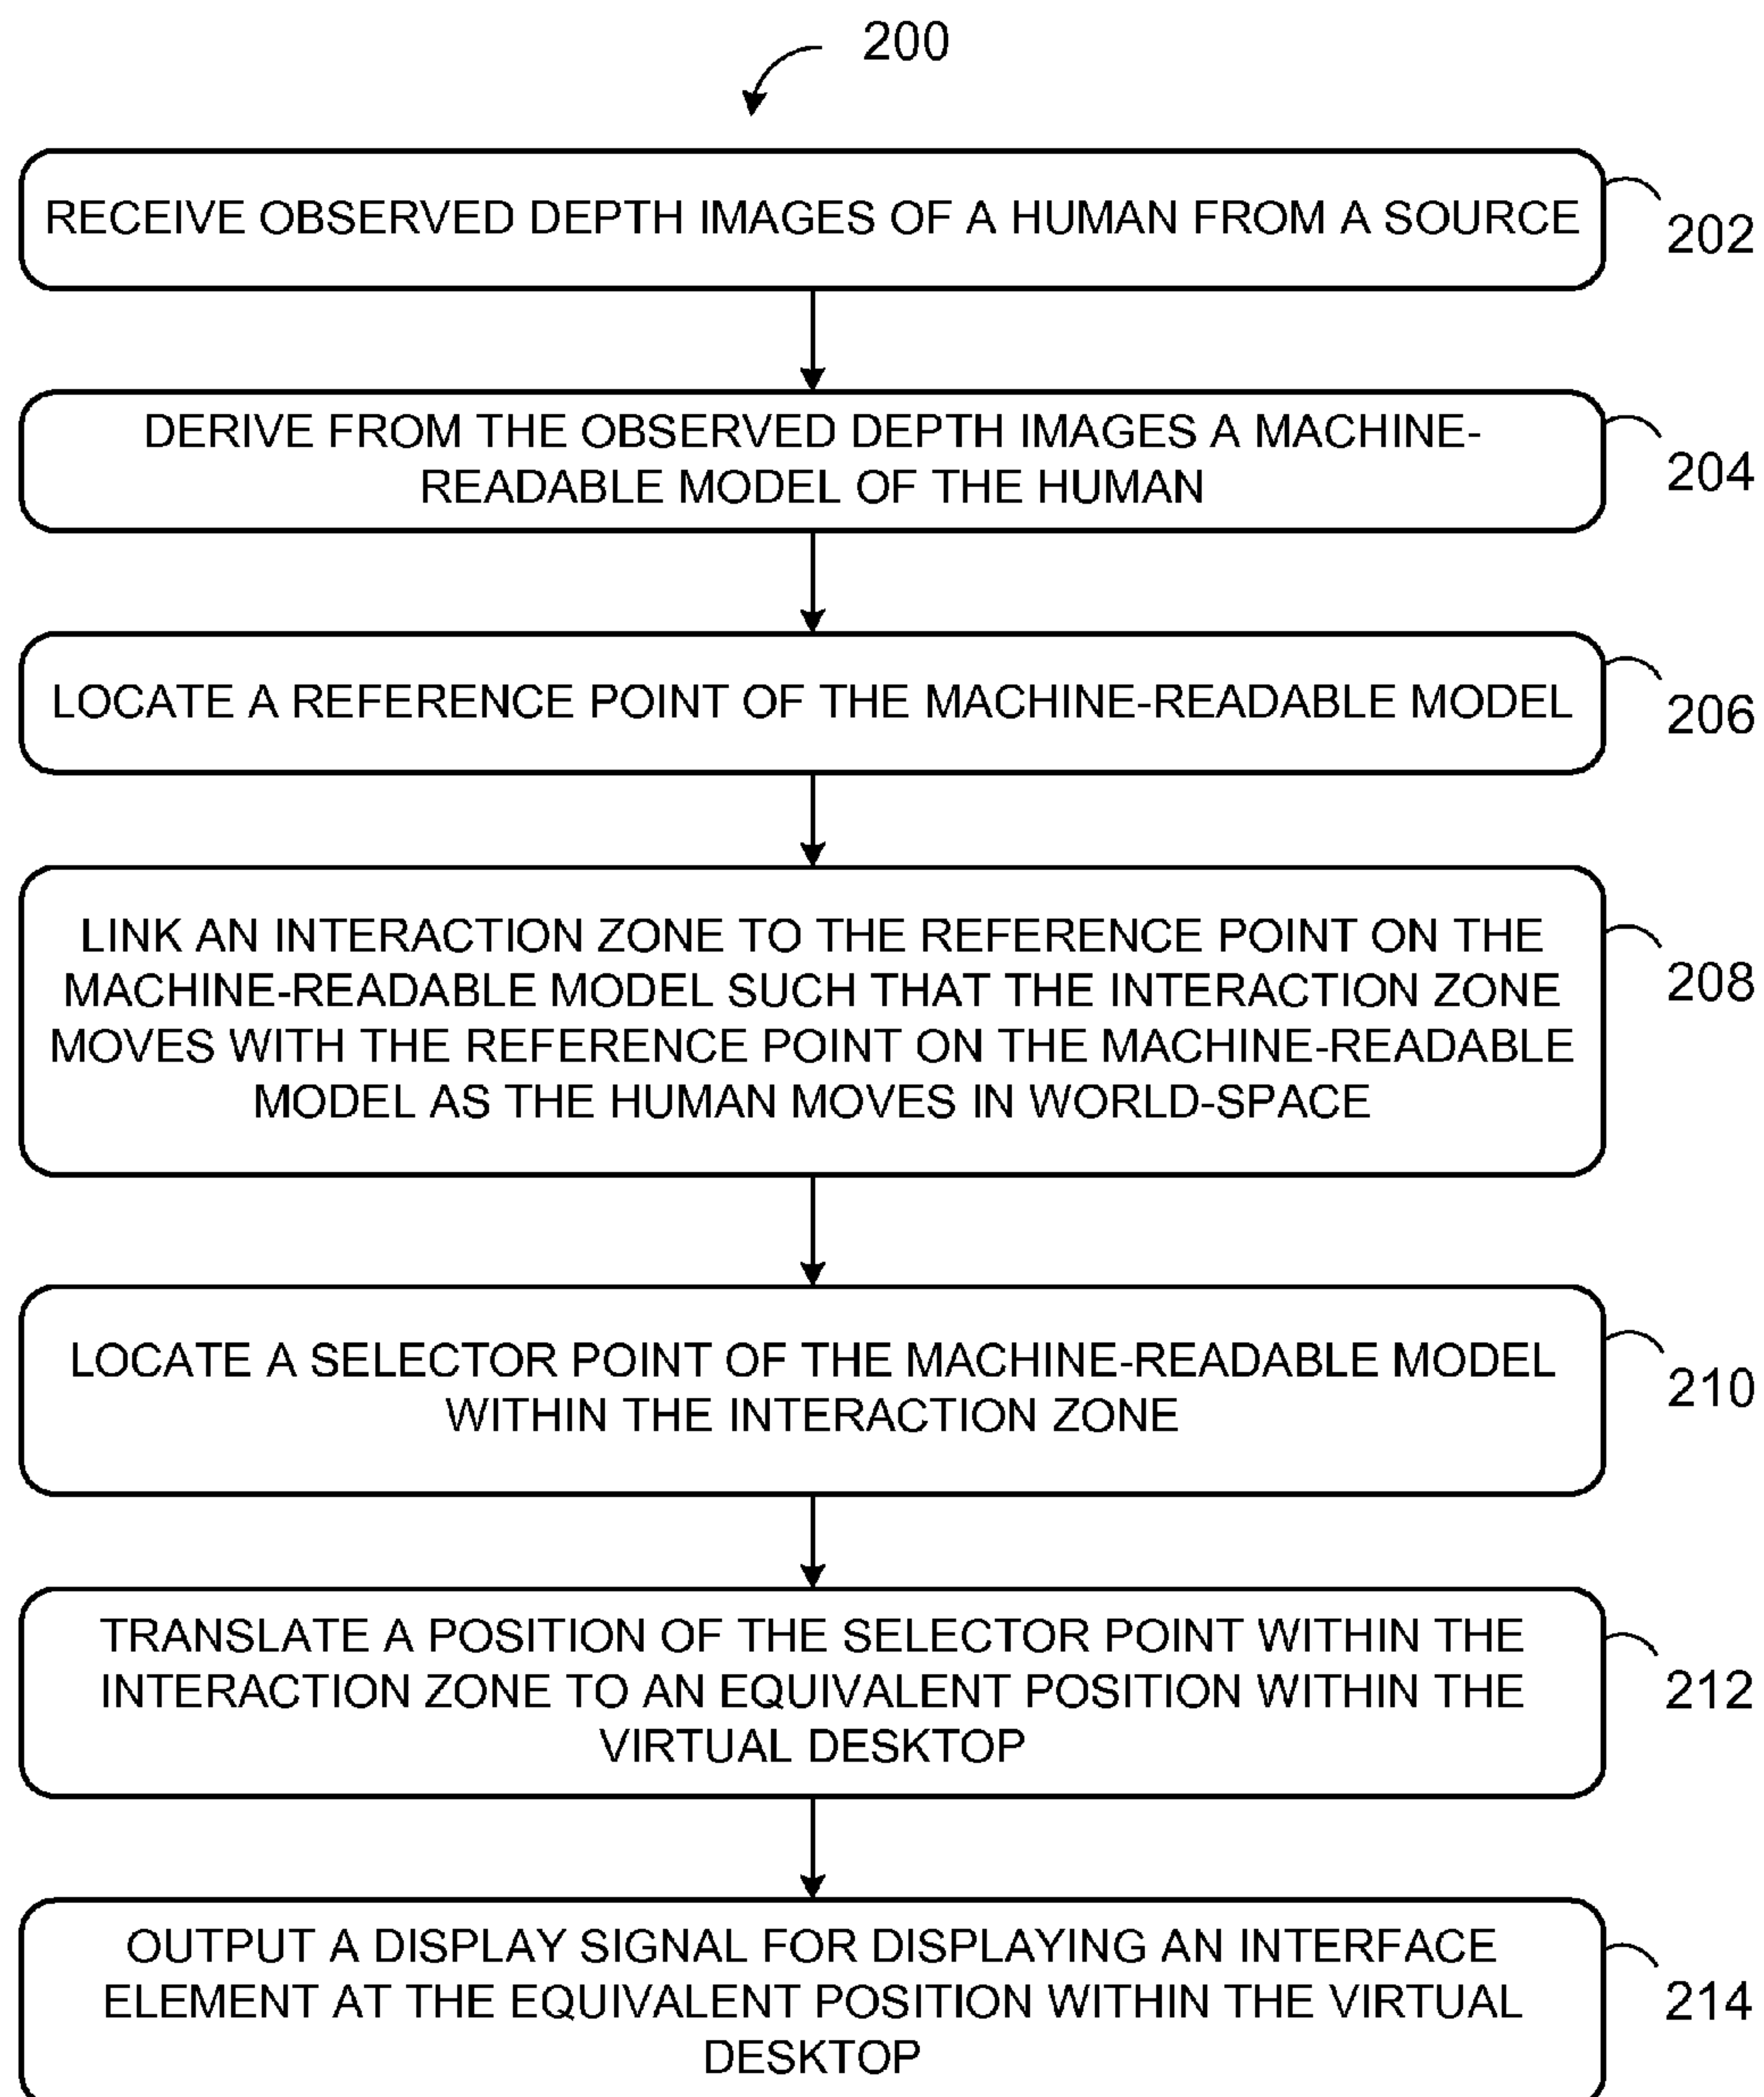 200
RECEIVE OBSERVED DEPTH IMAGES OF A HUMAN FROM A SOURCE
202
DERIVE FROM THE OBSERVED DEPTH IMAGES A MACHINE-
READABLE MODEL OF THE HUMAN
204
LOCATE A REFERENCE POINT OF THE MACHINE-READABLE MODEL
206
LINK AN INTERACTION ZONE TO THE REFERENCE POINT ON THE
MACHINE-READABLE MODEL SUCH THAT THE INTERACTION ZONE
MOVES WITH THE REFERENCE POINT ON THE MACHINE-READABLE
MODEL AS THE HUMAN MOVES IN WORLD-SPACE
208
LOCATE A SELECTOR POINT OF THE MACHINE-READABLE MODEL
WITHIN THE INTERACTION ZONE
210
TRANSLATE A POSITION OF THE SELECTOR POINT WITHIN THE
INTERACTION ZONE TO AN EQUIVALENT POSITION WITHIN THE
VIRTUAL DESKTOP
212
OUTPUT A DISPLAY SIGNAL FOR DISPLAYING AN INTERFACE
ELEMENT AT THE EQUIVALENT POSITION WITHIN THE VIRTUAL
DESKTOP
214